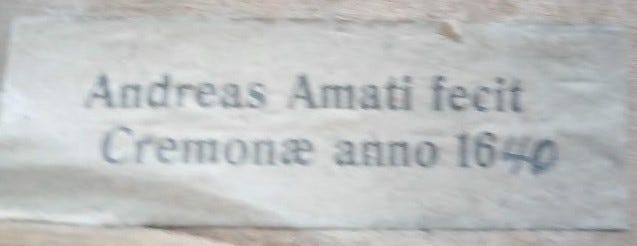 Andreas Amati fecit
Cremonæ anno 1640